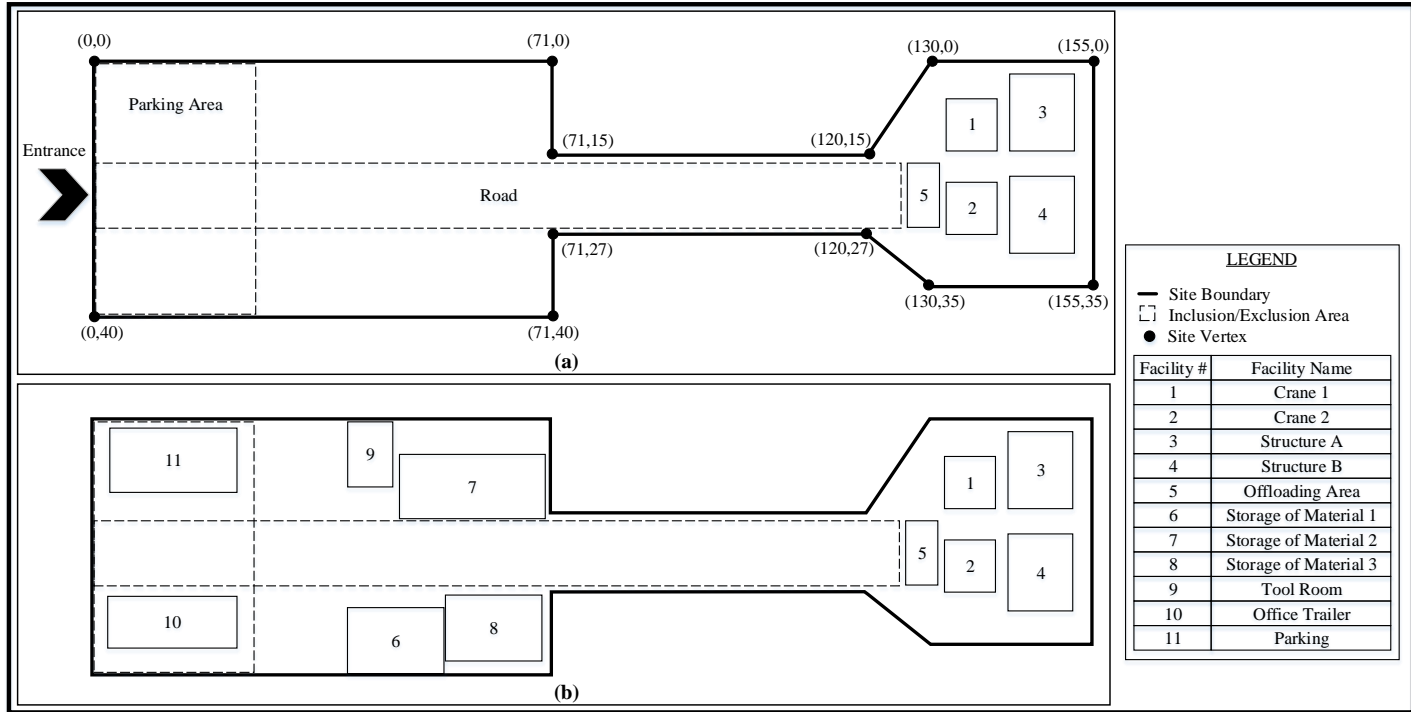 (0,0)
(71,0)
(130,0)
(155,0)
Parking Area
1
3
Entrance
(71,15)
(120,15)
Road
5
2
4
(71,27)
(120,27)
(0,40)
(71,40)
(130,35)
(155,35)
(a)
11
9
7
1
3
5
2
4
10
6
8
(b)
LEGEND
Site Boundary
Inclusion/Exclusion Area
Site Vertex
Facility # Facility Name
1 Crane 1
2 Crane 2
3 Structure A
4 Structure B
5 Offloading Area
6 Storage of Material 1
7 Storage of Material 2
8 Storage of Material 3
9 Tool Room
10 Office Trailer
11 Parking